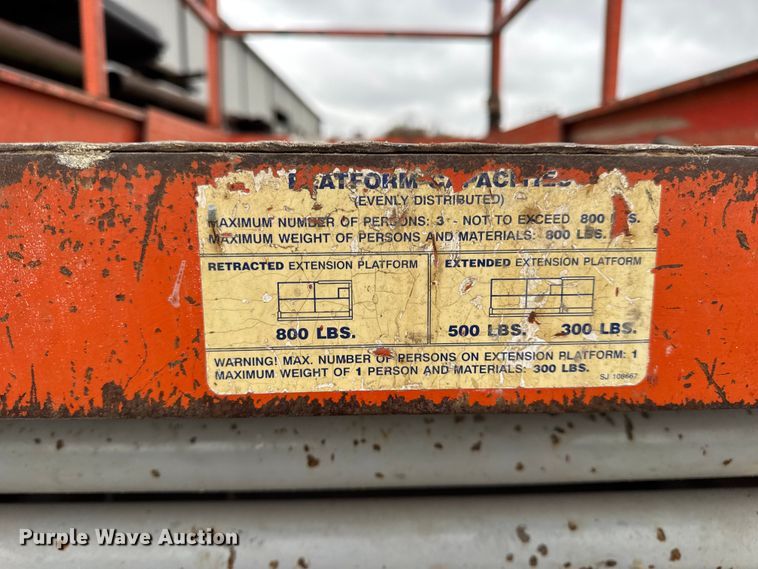 PLATFORM CAPACITIES
(EVENLY DISTRIBUTED)
MAXIMUM NUMBER OF PERSONS: 3 - NOT TO EXCEED 800 LBS.
MAXIMUM WEIGHT OF PERSONS AND MATERIALS: 800 LBS.
RETRACTED EXTENSION PLATFORM
800 LBS.
EXTENDED EXTENSION PLATFORM
500 LBS. 300 LBS.
WARNING! MAX. NUMBER OF PERSONS ON EXTENSION PLATFORM: 1
MAXIMUM WEIGHT OF 1 PERSON AND MATERIALS: 300 LBS.
SJ 108667
Purple Wave Auction